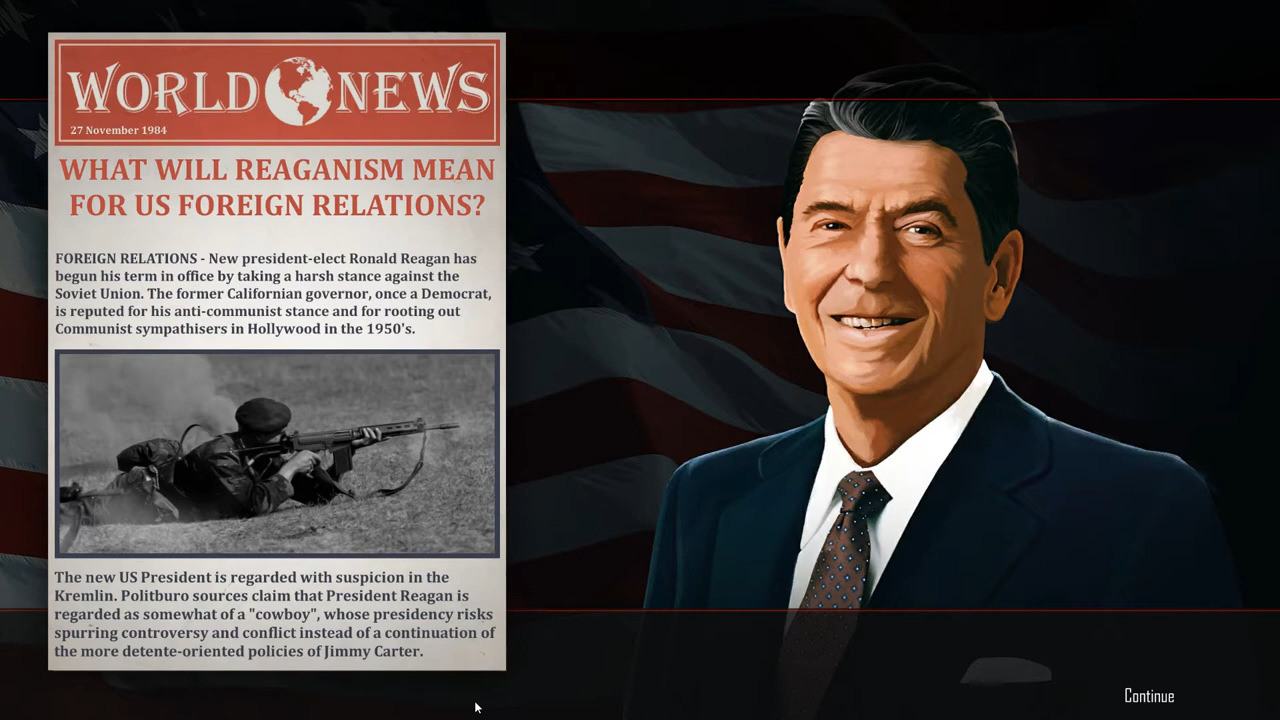 WORLD NEWS
27 November 1984
WHAT WILL REAGANISM MEAN
FOR US FOREIGN RELATIONS?
FOREIGN RELATIONS - New president-elect Ronald Reagan has
begun his term in office by taking a harsh stance against the
Soviet Union. The former Californian governor, once a Democrat,
is reputed for his anti-communist stance and for rooting out
Communist sympathisers in Hollywood in the 1950's.
The new US President is regarded with suspicion in the
Kremlin. Politburo sources claim that President Reagan is
regarded as somewhat of a "cowboy", whose presidency risks
spurring controversy and conflict instead of a continuation of
the more detente-oriented policies of Jimmy Carter.
Continue